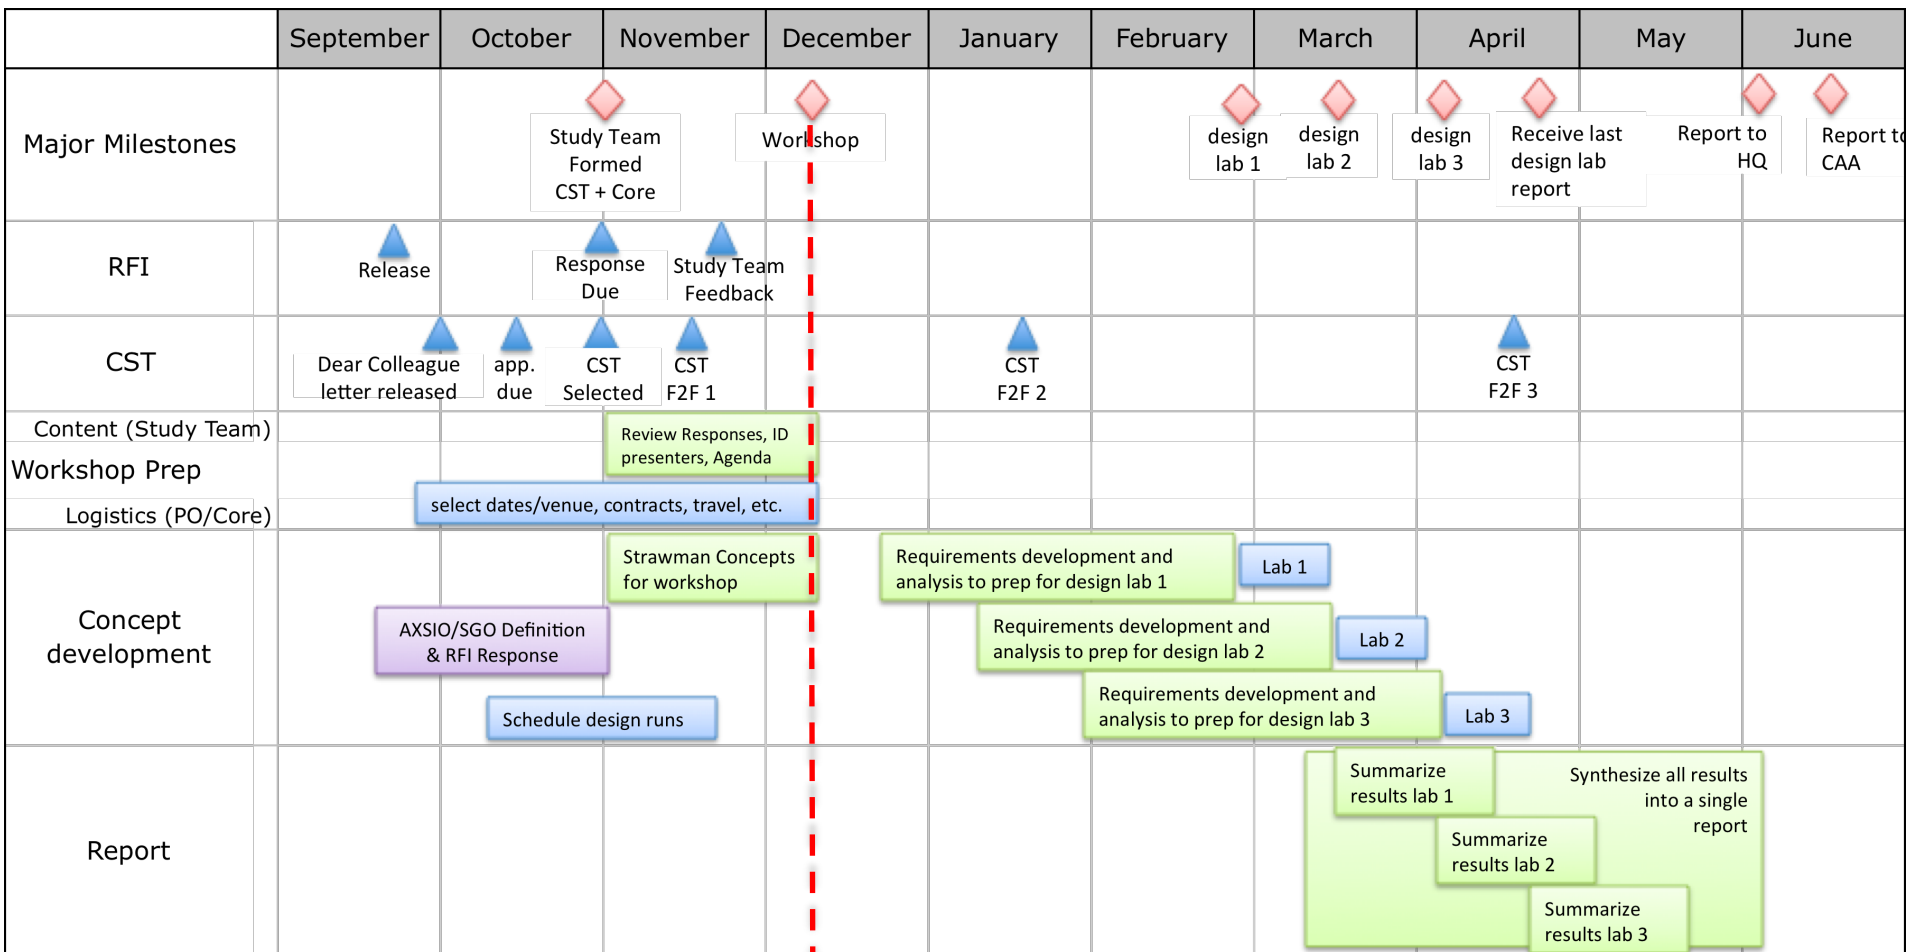 September October November December January February March April May June
Major Milestones
Study Team
Formed
CST + Core
Workshop
design
lab 1
design
lab 2
design
lab 3
Receive last
design lab
report
Report to
HQ
Report to
CAA
RFI
Release
Response
Due
Study Team
Feedback
CST
Dear Colleague
letter released
app.
due
CST
Selected
CST
F2F 1
CST
F2F 2
CST
F2F 3
Content (Study Team)
Workshop Prep
Logistics (PO/Core)
Review Responses, ID
presenters, Agenda
select dates/venue, contracts, travel, etc.
Concept
development
Strawman Concepts
for workshop
Requirements development and
analysis to prep for design lab 1
Lab 1
AXSIO/SGO Definition
& RFI Response
Requirements development and
analysis to prep for design lab 2
Lab 2
Schedule design runs
Requirements development and
analysis to prep for design lab 3
Lab 3
Report
Summarize
results lab 1
Synthesize all results
into a single
report
Summarize
results lab 2
Summarize
results lab 3